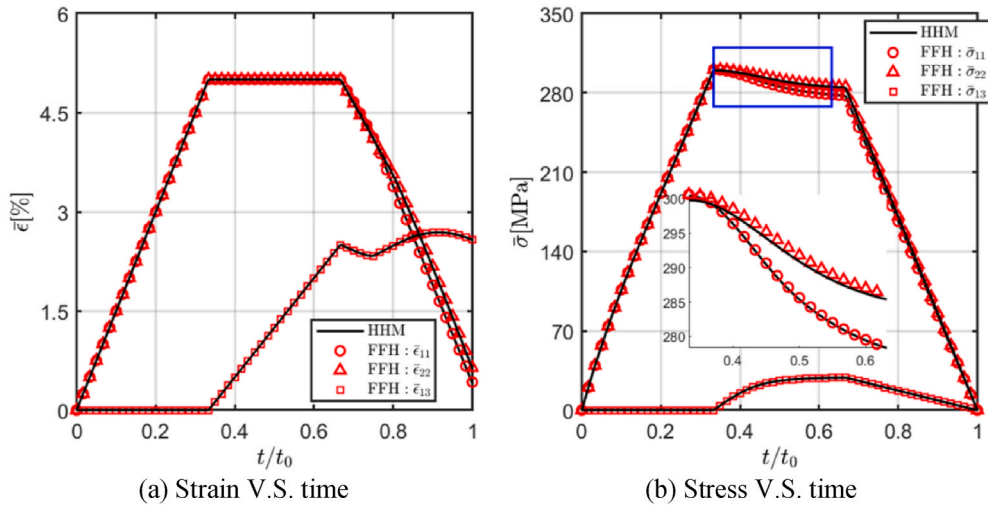 6
4.5
3
1.5
0
ϵ̄[%]
HHM
FFH : ϵ̄₁₁
FFH : ϵ̄₂₂
FFH : ϵ̄₁₃
0 0.2 0.4 0.6 0.8 1
t/t₀
(a) Strain V.S. time
350
280
210
140
70
0
σ̄[MPa]
HHM
FFH : σ̄₁₁
FFH : σ̄₂₂
FFH : σ̄₁₃
300
295
290
285
280
0.4 0.5 0.6
0 0.2 0.4 0.6 0.8 1
t/t₀
(b) Stress V.S. time